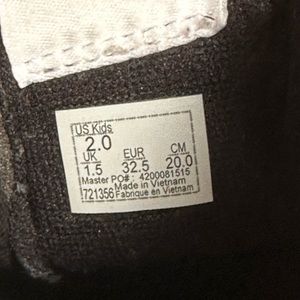 US Kids
2.0
UK EUR CM
1.5 32.5 20.0
Master PO#: 4200081515
Made in Vietnam
721356 Fabrique en Vietnam